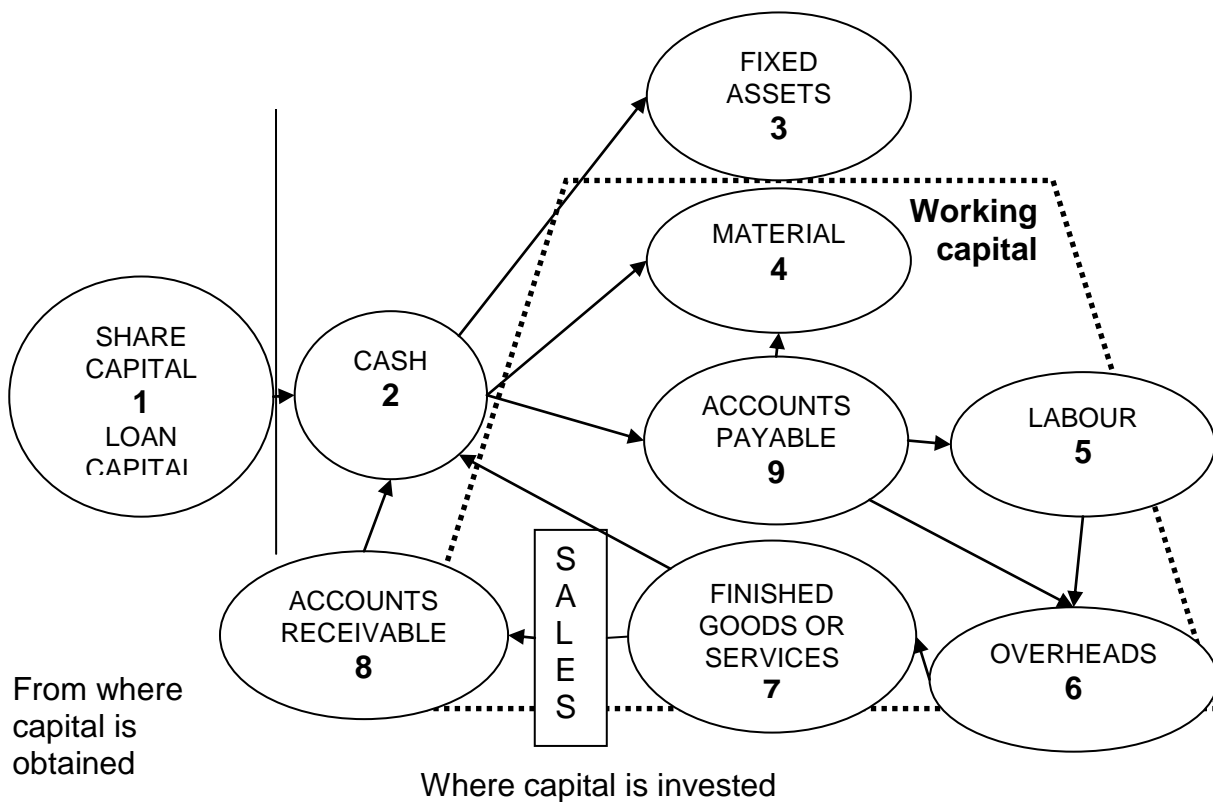 FIXED
ASSETS
3
Working
capital
MATERIAL
4
SHARE
CAPITAL
1
LOAN
CAPITAL
CASH
2
ACCOUNTS
PAYABLE
9
LABOUR
5
ACCOUNTS
RECEIVABLE
8
S
A
L
E
S
FINISHED
GOODS OR
SERVICES
7
OVERHEADS
6
From where
capital is
obtained
Where capital is invested